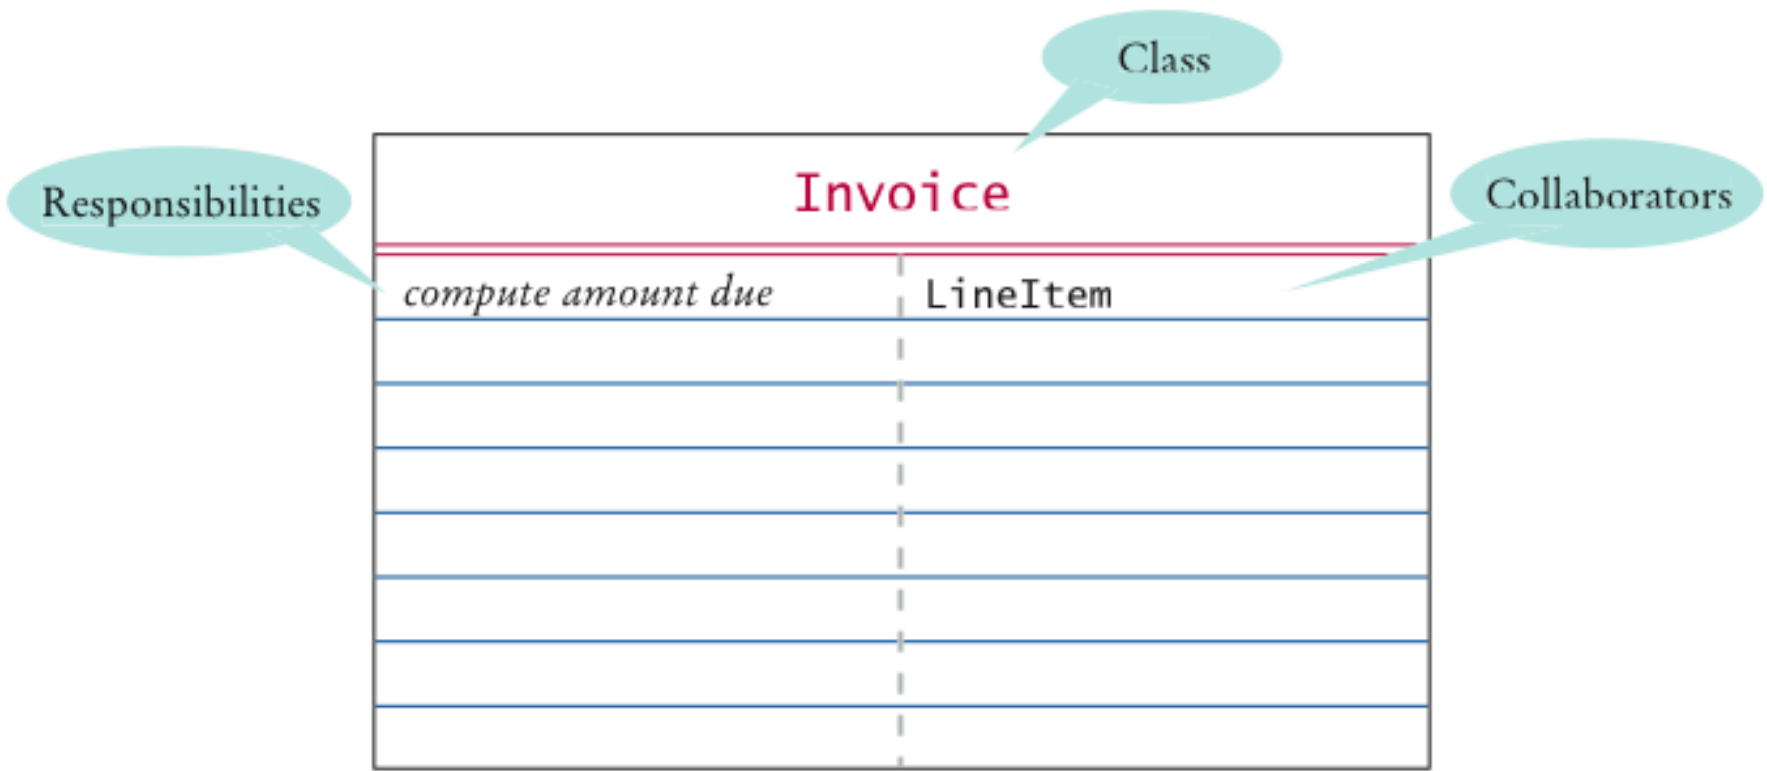 Class
Responsibilities
Invoice
Collaborators
compute amount due
LineItem